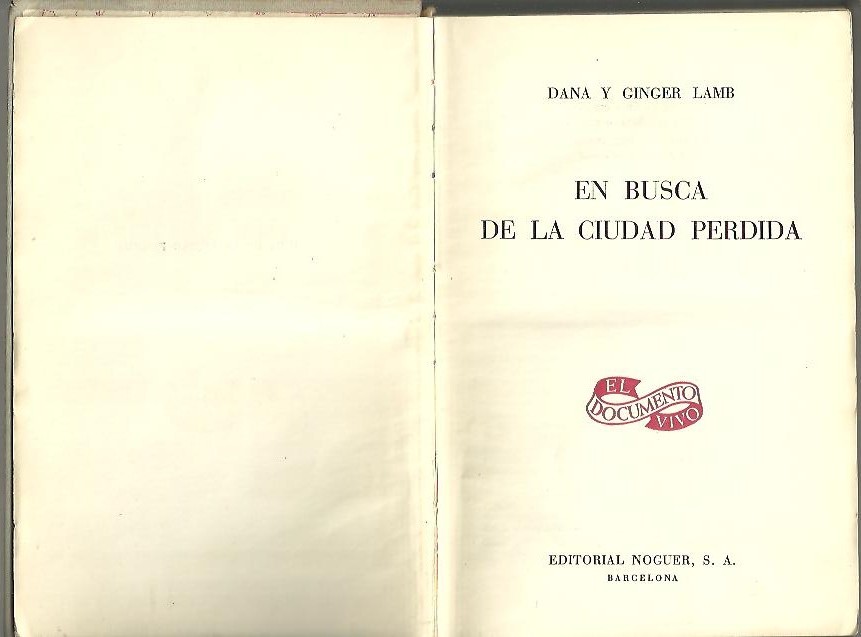 DANA Y GINGER LAMB
EN BUSCA
DE LA CIUDAD PERDIDA
EL
DOCUMENTO
VIVO
EDITORIAL NOGUER, S. A.
BARCELONA